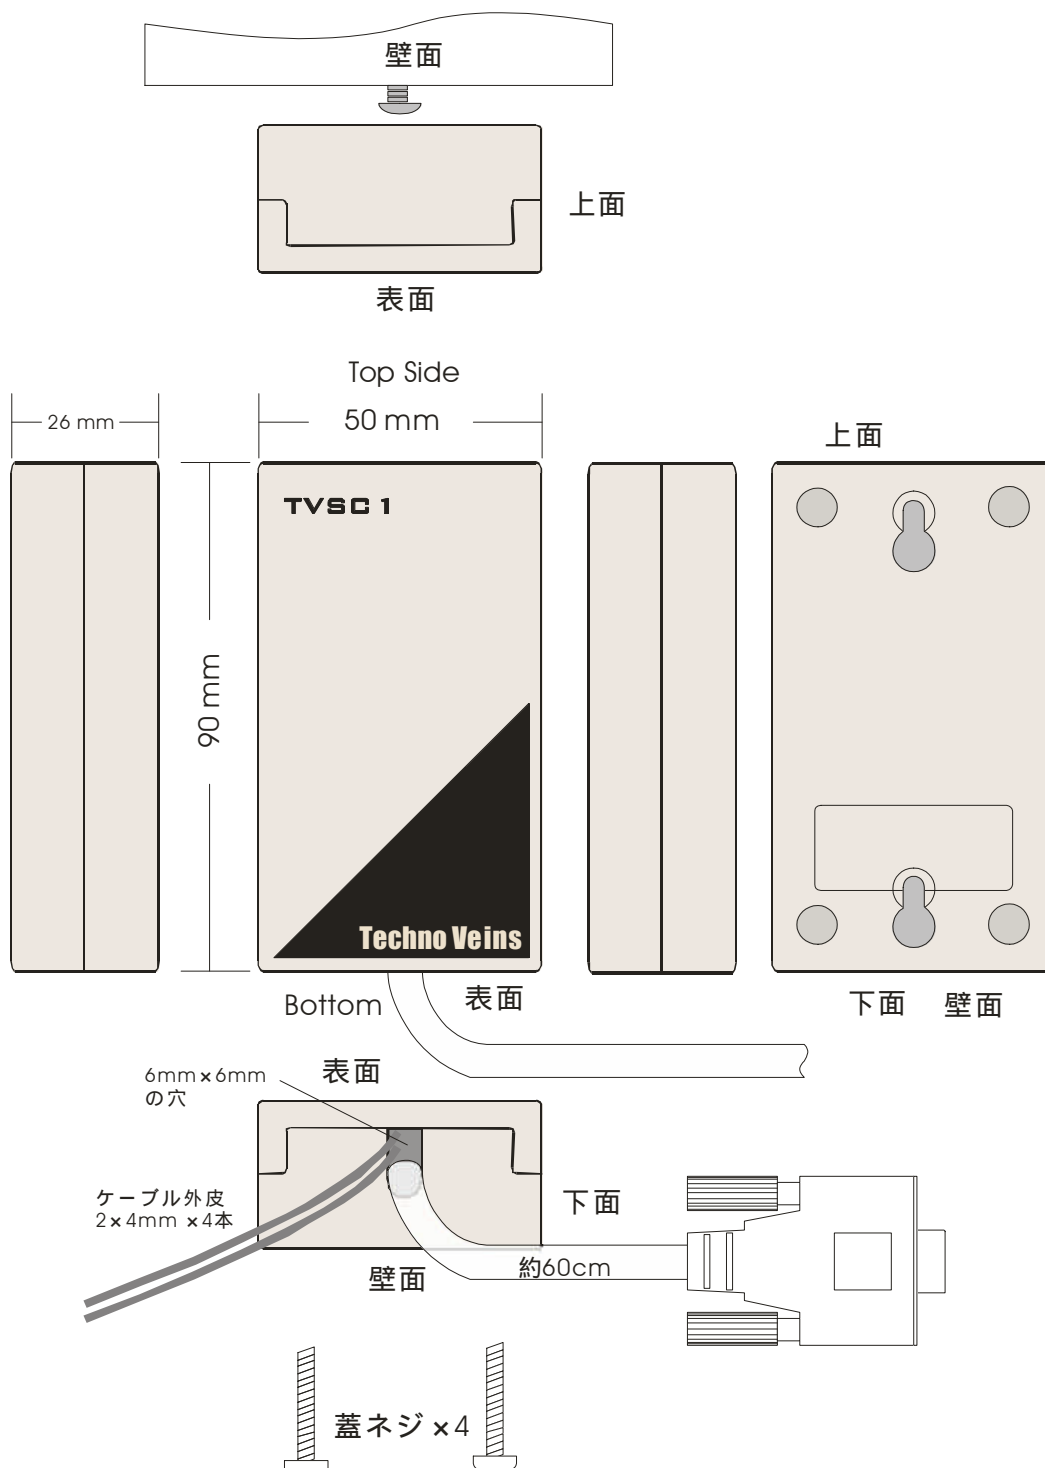 壁面
上面
表面
Top Side
26 mm
50 mm
上面
TVSC 1
90 mm
Techno Veins
Bottom
表面
下面
壁面
表面
6mm×6mm
の穴
ケーブル外皮
2×4mm ×4本
下面
約60cm
壁面
蓋ネジ ×4